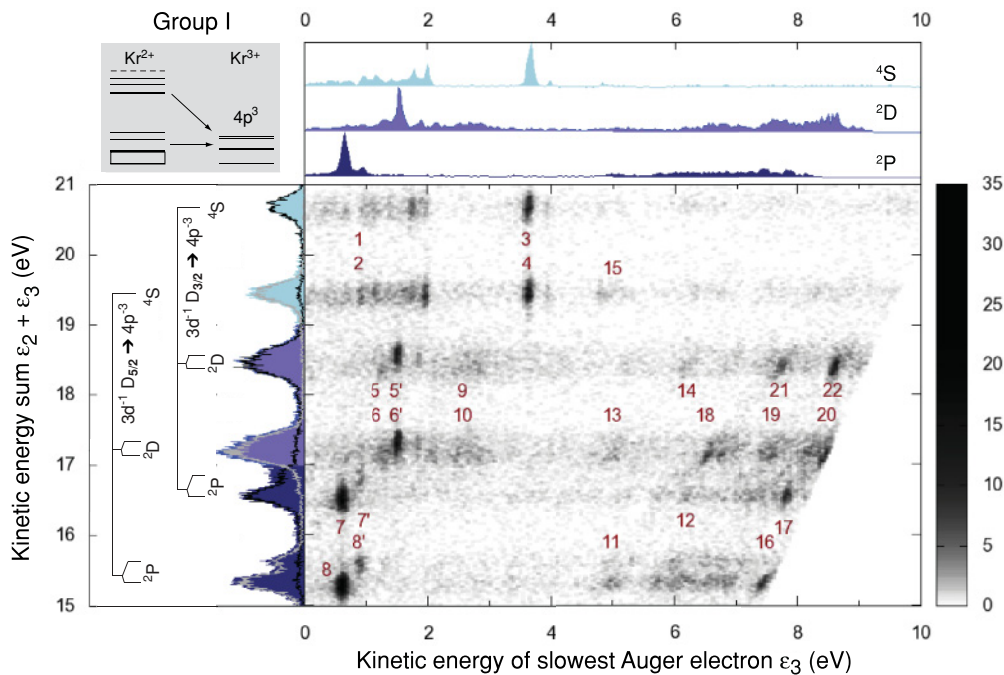 Group I
Kr2+ Kr3+
4p3
0 2 4 6 8 10
4S
2D
2P
21
20
19
18
17
16
15
Kinetic energy sum ε2 + ε3 (eV)
4S
3d-1 D3/2 → 4p-3
2D
2P
4S
3d-1 D5/2 → 4p-3
2D
2P
1 3
2 4 15
5 5' 9 14 21 22
6 6' 10 13 18 19 20
7 7' 12 17
8 8' 11 16
35
30
25
20
15
10
5
0
0 2 4 6 8 10
Kinetic energy of slowest Auger electron ε3 (eV)